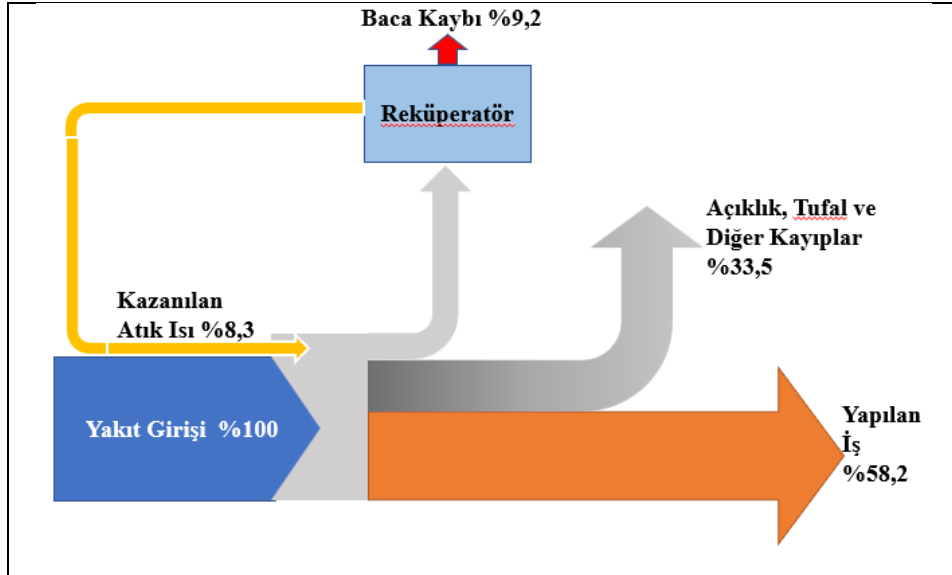 Baca Kaybı %9,2
Reküperatör
Açıklık, Tufal ve
Diğer Kayıplar
%33,5
Kazanılan
Atık Isı %8,3
Yakıt Girişi %100
Yapılan
İş
%58,2